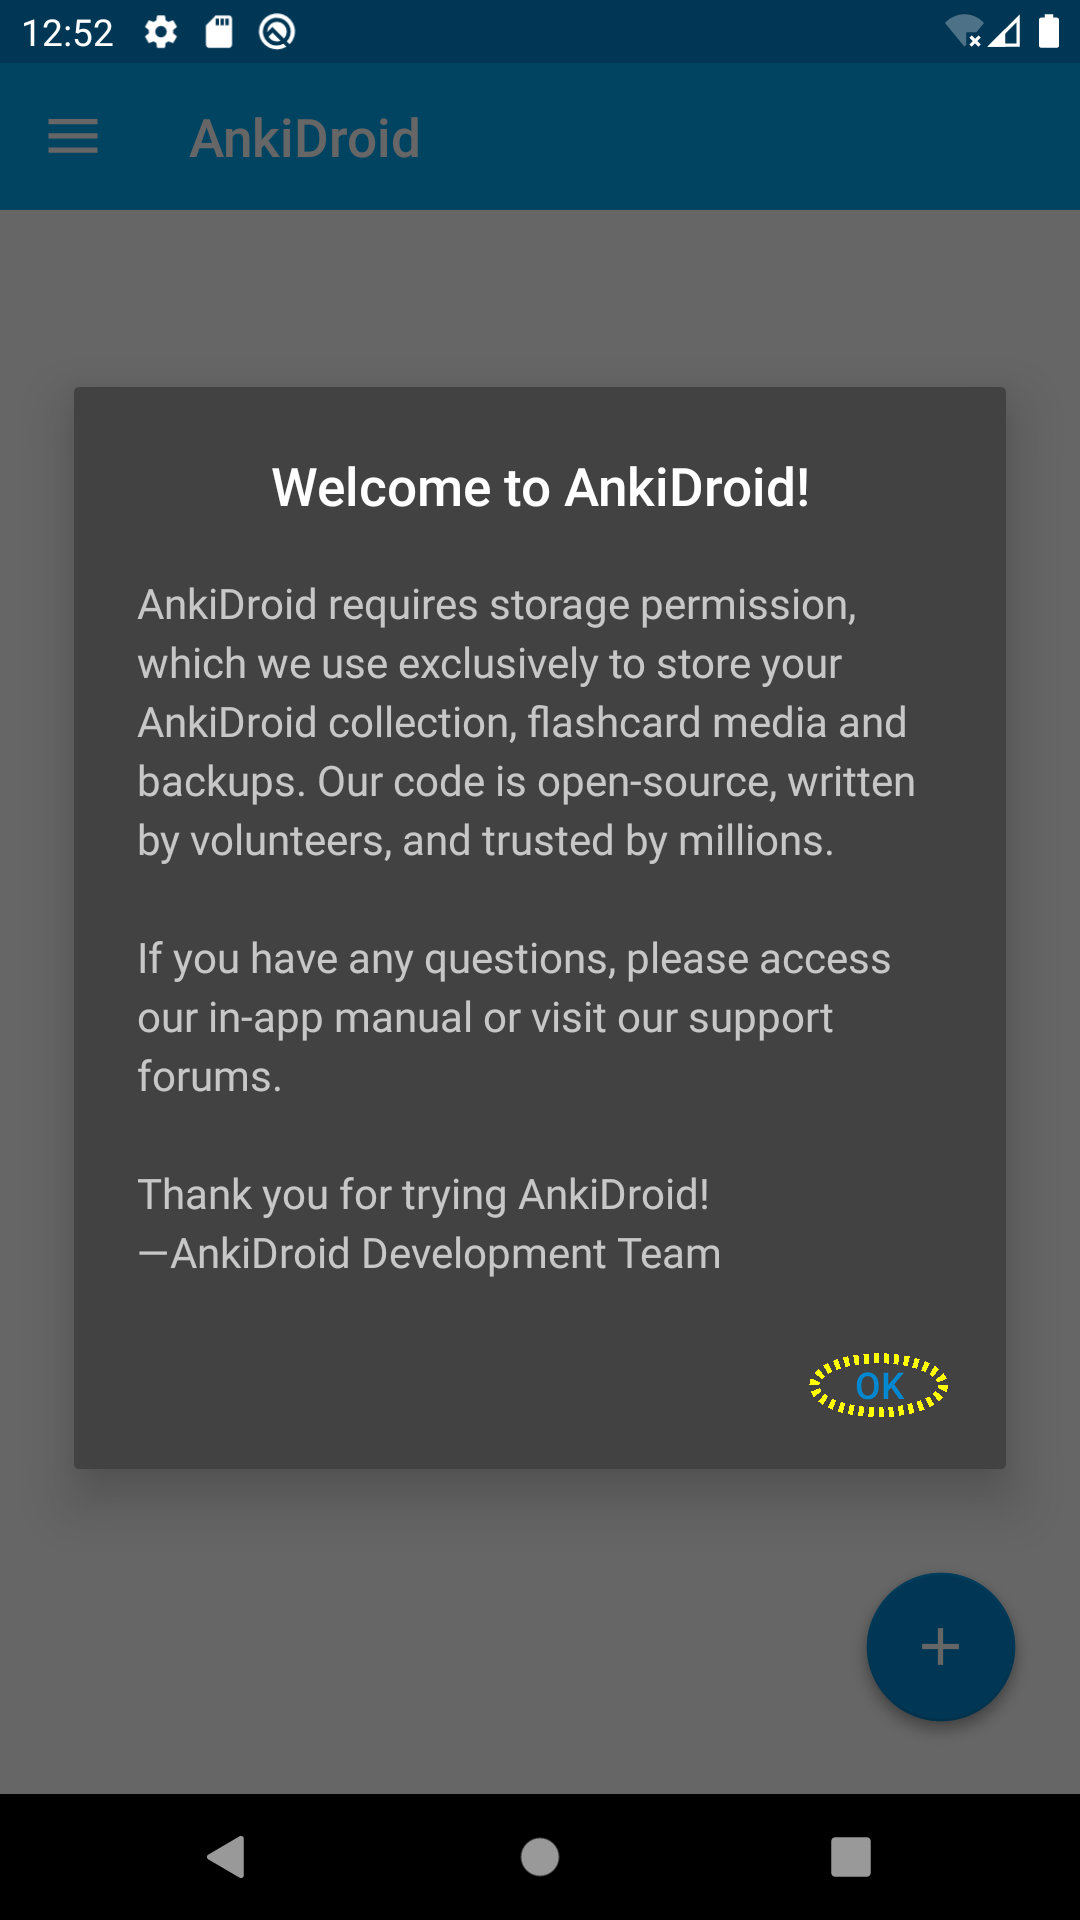 12:52
AnkiDroid
Welcome to AnkiDroid!
AnkiDroid requires storage permission,
which we use exclusively to store your
AnkiDroid collection, flashcard media and
backups. Our code is open-source, written
by volunteers, and trusted by millions.
If you have any questions, please access
our in-app manual or visit our support
forums.
Thank you for trying AnkiDroid!
—AnkiDroid Development Team
OK